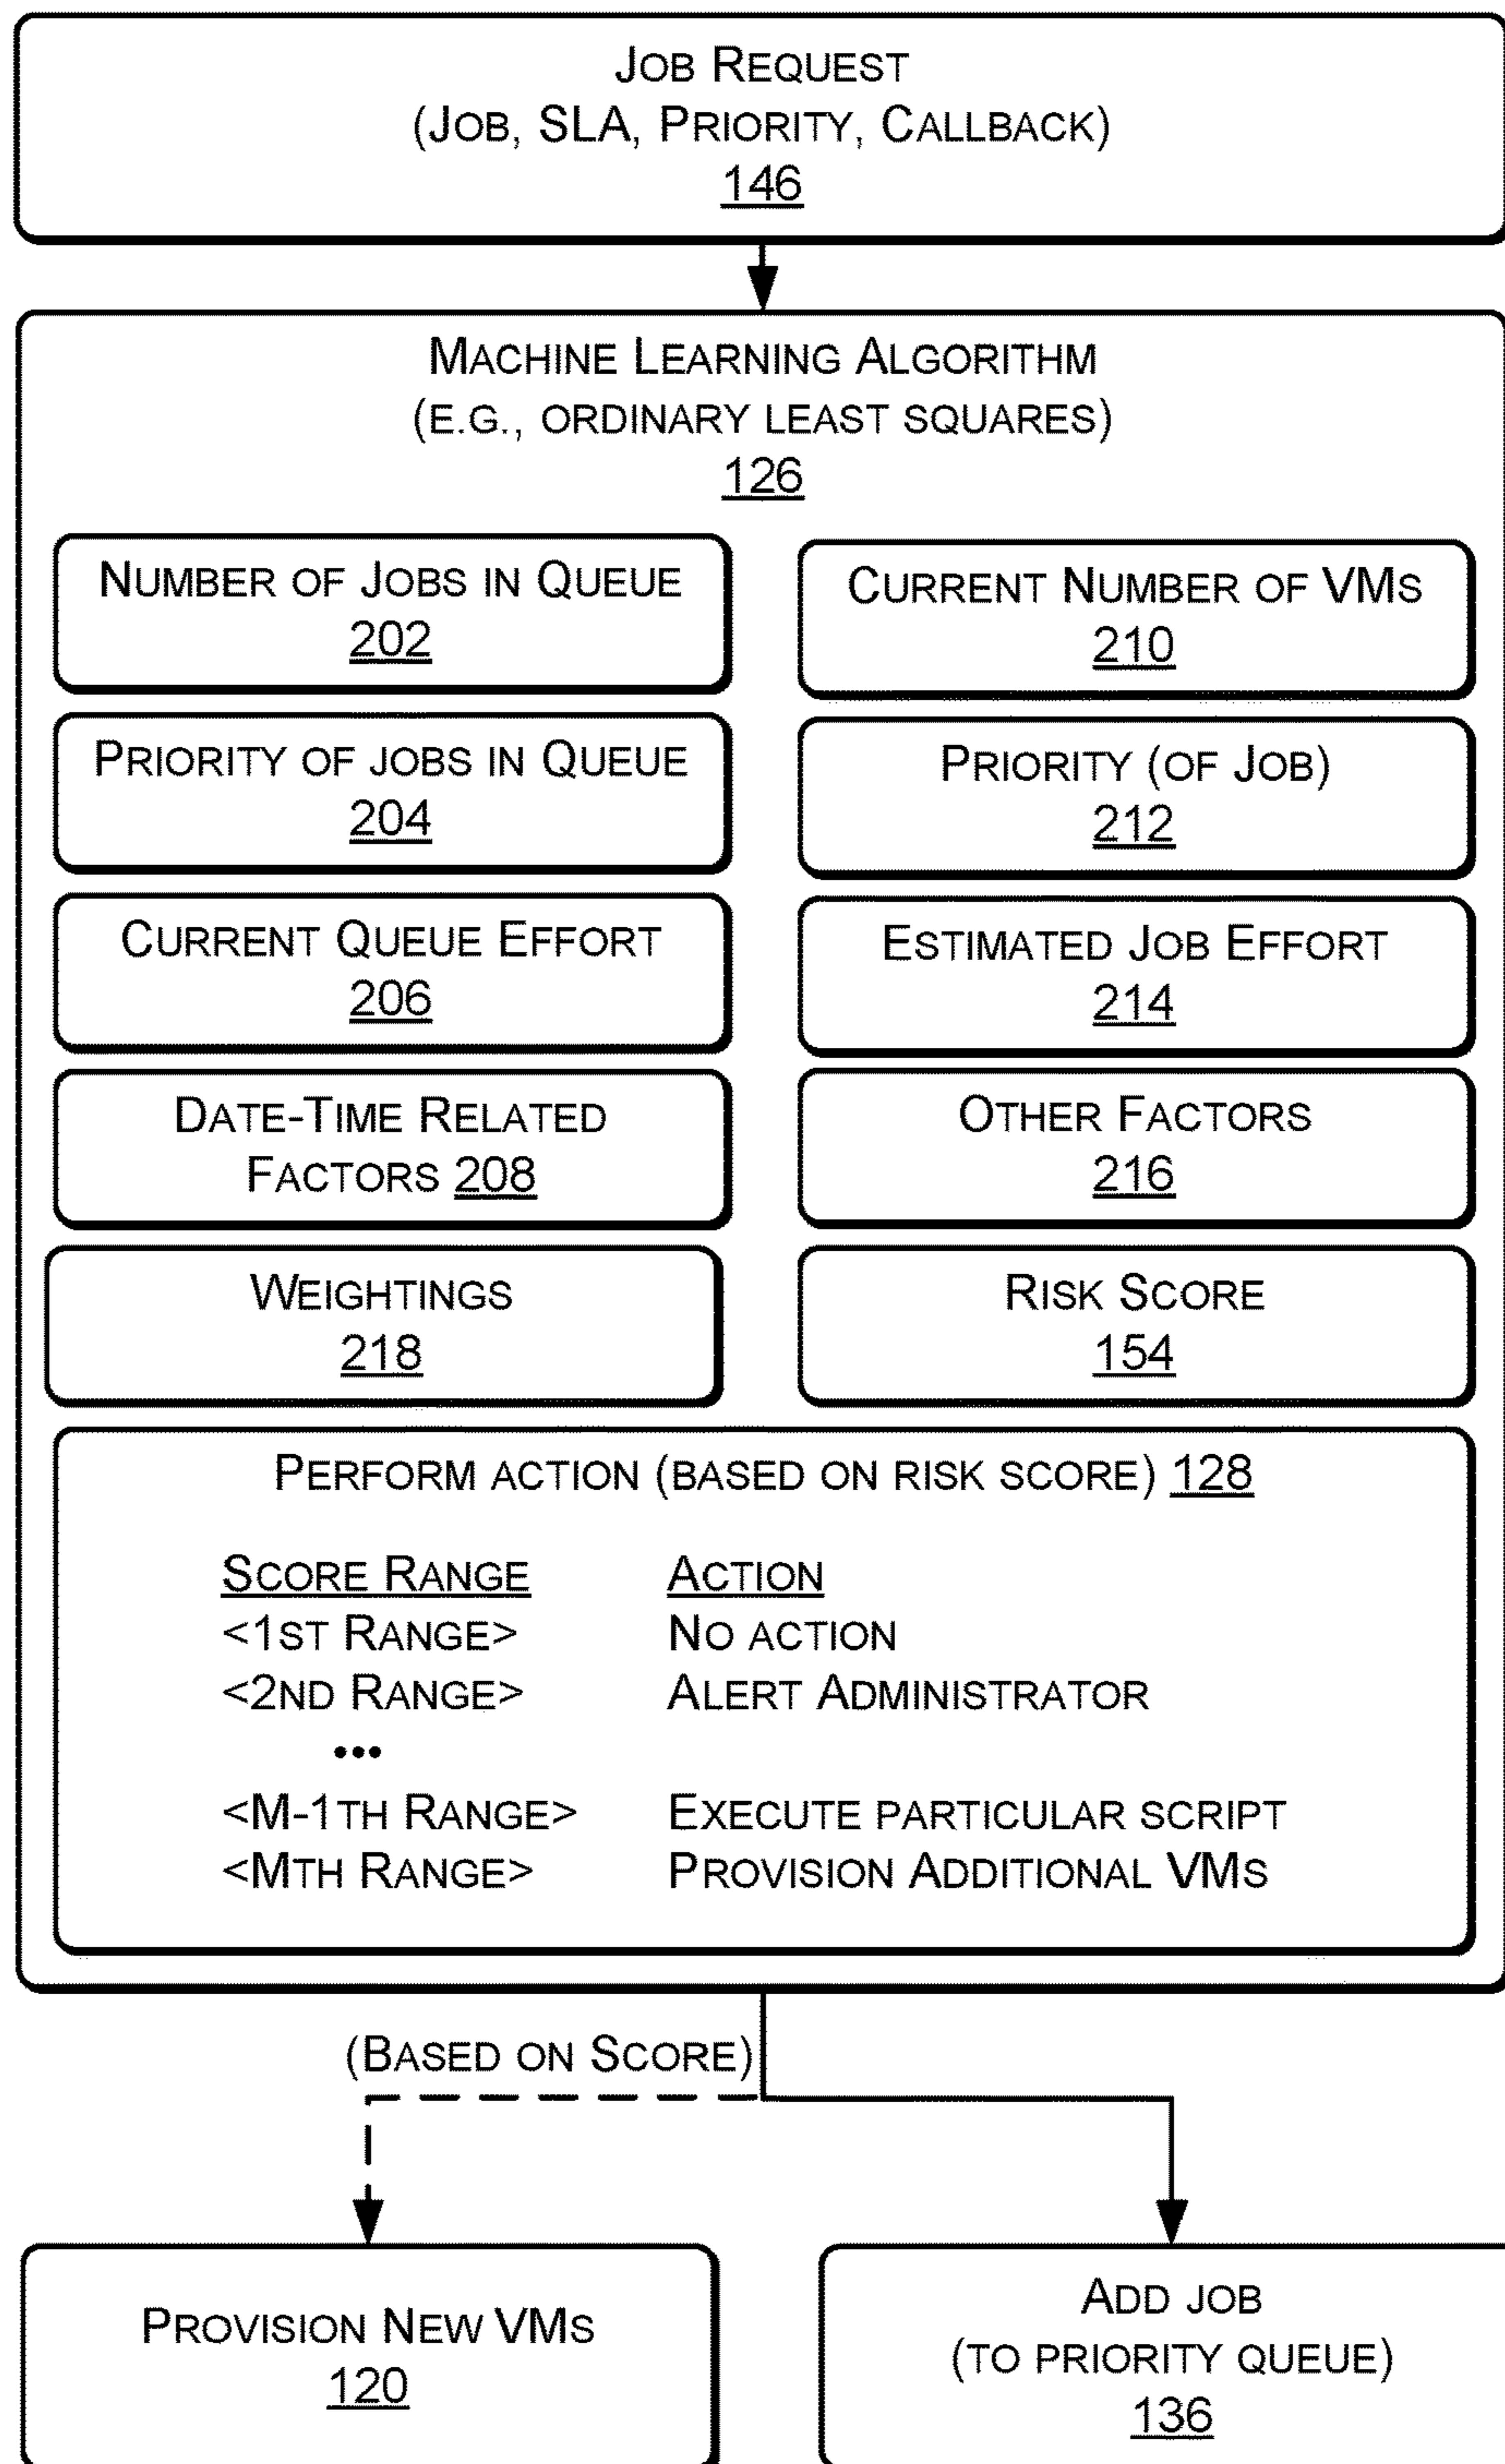 JOB REQUEST
(JOB, SLA, PRIORITY, CALLBACK)
146
MACHINE LEARNING ALGORITHM
(E.G., ORDINARY LEAST SQUARES)
126
NUMBER OF JOBS IN QUEUE
202
CURRENT NUMBER OF VMS
210
PRIORITY OF JOBS IN QUEUE
204
PRIORITY (OF JOB)
212
CURRENT QUEUE EFFORT
206
ESTIMATED JOB EFFORT
214
DATE-TIME RELATED
FACTORS 208
OTHER FACTORS
216
WEIGHTINGS
218
RISK SCORE
154
PERFORM ACTION (BASED ON RISK SCORE) 128
SCORE RANGE ACTION
<1ST RANGE> NO ACTION
<2ND RANGE> ALERT ADMINISTRATOR
•••
<M-1TH RANGE> EXECUTE PARTICULAR SCRIPT
<MTH RANGE> PROVISION ADDITIONAL VMS
(BASED ON SCORE)
PROVISION NEW VMS
120
ADD JOB
(TO PRIORITY QUEUE)
136